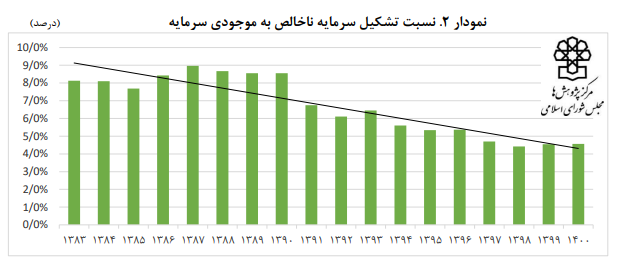 نمودار ۲. نسبت تشکیل سرمایه ناخالص به موجودی سرمایه
(درصد)
مرکز پژوهش‌ها
مجلس شورای اسلامی
10/0%
9/0%
8/0%
7/0%
6/0%
5/0%
4/0%
3/0%
2/0%
1/0%
0/0%
۱۳۸۳ ۱۳۸۴ ۱۳۸۵ ۱۳۸۶ ۱۳۸۷ ۱۳۸۸ ۱۳۸۹ ۱۳۹۰ ۱۳۹۱ ۱۳۹۲ ۱۳۹۳ ۱۳۹۴ ۱۳۹۵ ۱۳۹۶ ۱۳۹۷ ۱۳۹۸ ۱۳۹۹ ۱۴۰۰